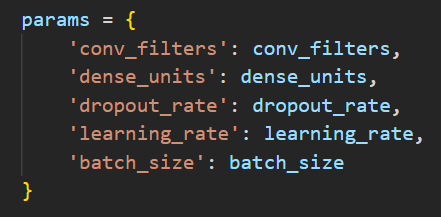 params = {
    'conv_filters': conv_filters,
    'dense_units': dense_units,
    'dropout_rate': dropout_rate,
    'learning_rate': learning_rate,
    'batch_size': batch_size
}